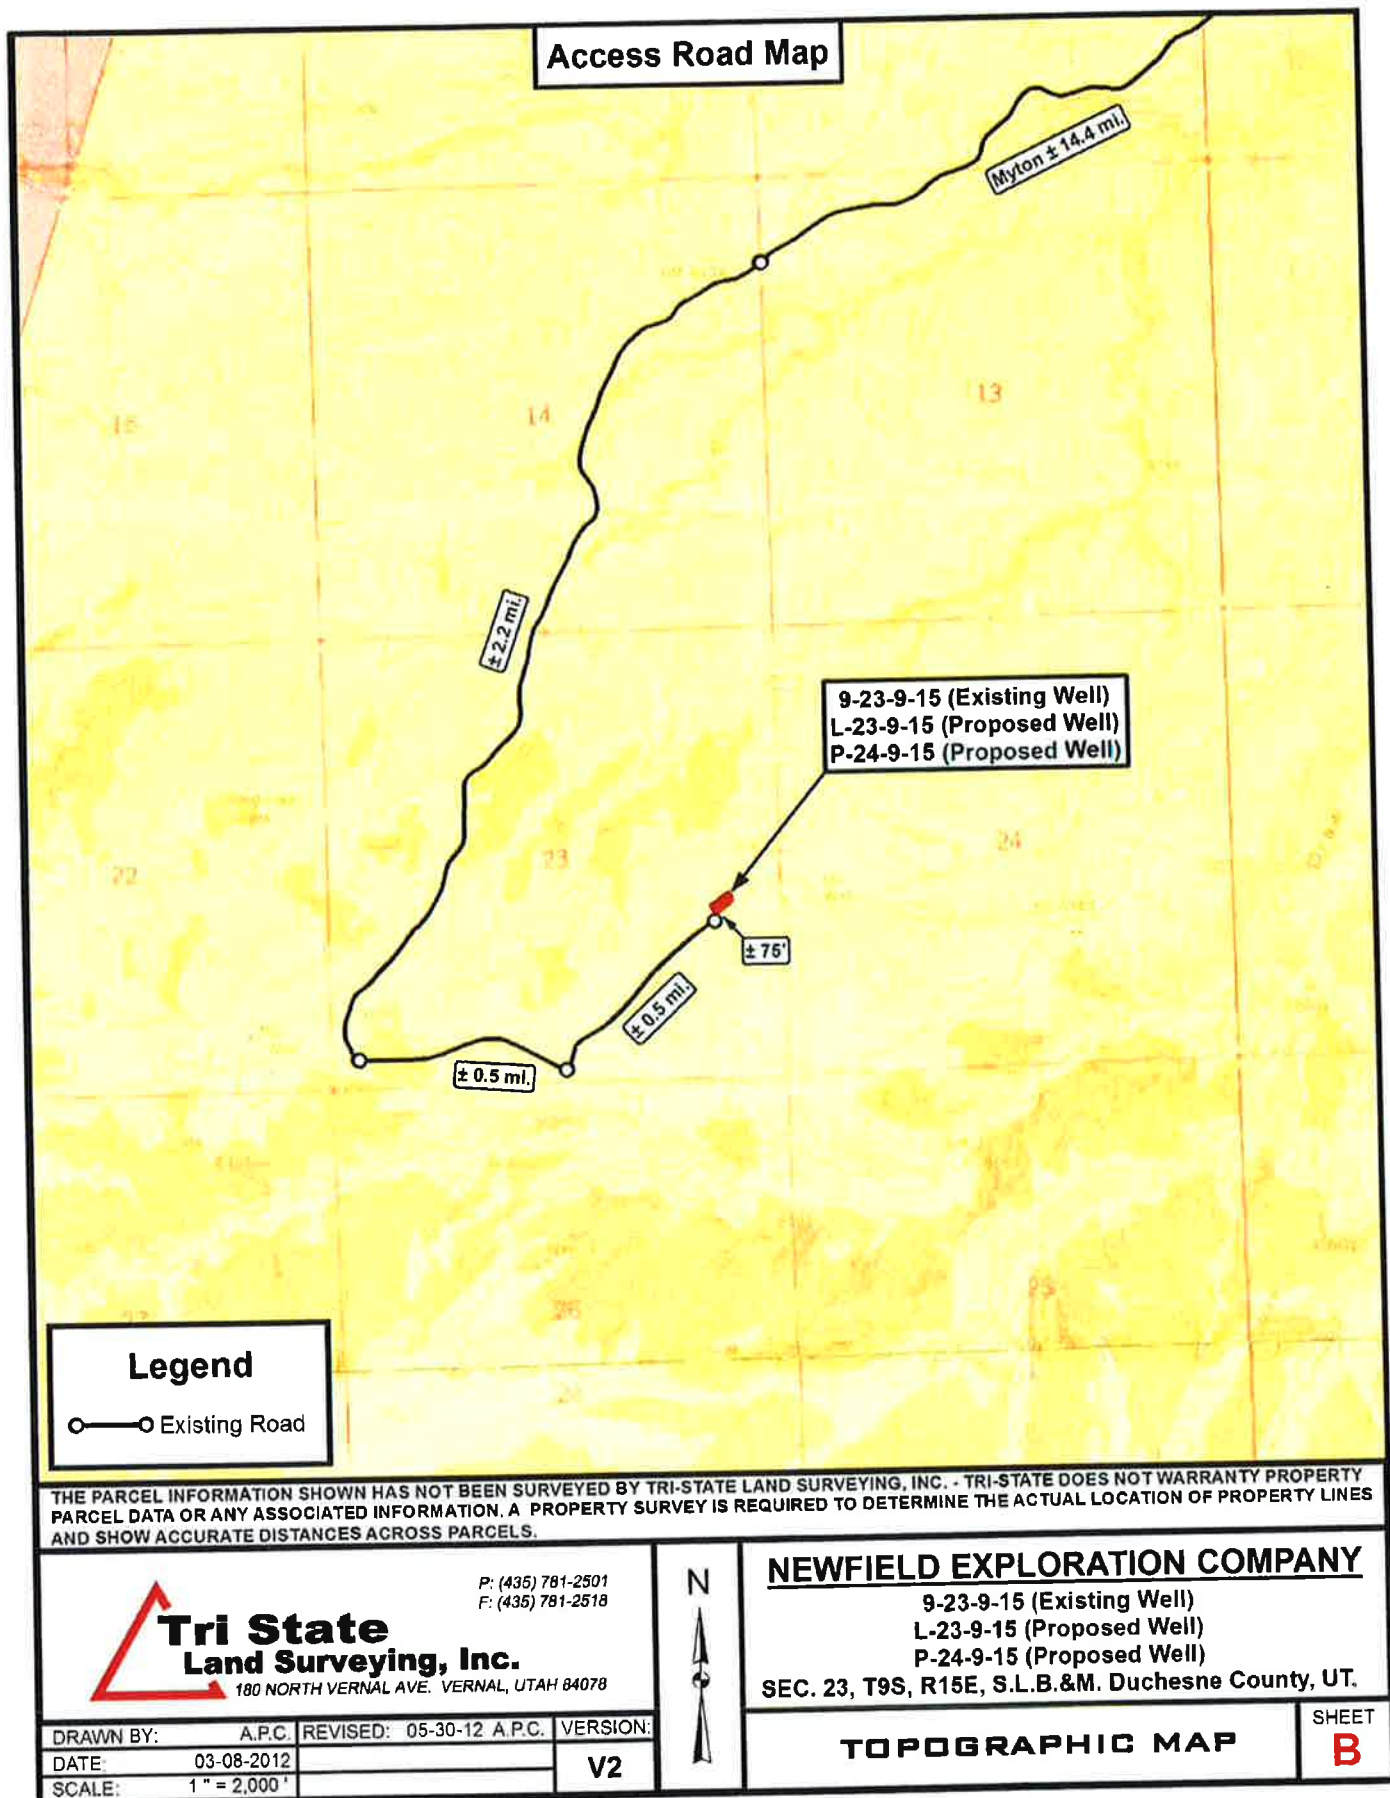 Access Road Map
Myton ± 14.4 mi.
13
14
± 2.2 mi.
9-23-9-15 (Existing Well)
L-23-9-15 (Proposed Well)
P-24-9-15 (Proposed Well)
24
23
22
± 75'
± 0.5 mi.
± 0.5 mi.
25
26
Legend
Existing Road
THE PARCEL INFORMATION SHOWN HAS NOT BEEN SURVEYED BY TRI-STATE LAND SURVEYING, INC. - TRI-STATE DOES NOT WARRANTY PROPERTY
PARCEL DATA OR ANY ASSOCIATED INFORMATION. A PROPERTY SURVEY IS REQUIRED TO DETERMINE THE ACTUAL LOCATION OF PROPERTY LINES
AND SHOW ACCURATE DISTANCES ACROSS PARCELS.
P: (435) 781-2501
F: (435) 781-2518
Tri State
Land Surveying, Inc.
180 NORTH VERNAL AVE. VERNAL, UTAH 84078
N
NEWFIELD EXPLORATION COMPANY
9-23-9-15 (Existing Well)
L-23-9-15 (Proposed Well)
P-24-9-15 (Proposed Well)
SEC. 23, T9S, R15E, S.L.B.&M. Duchesne County, UT.
DRAWN BY: A.P.C. REVISED: 05-30-12 A.P.C. VERSION:
DATE: 03-08-2012
V2
SCALE: 1 " = 2,000 '
TOPOGRAPHIC MAP
SHEET
B